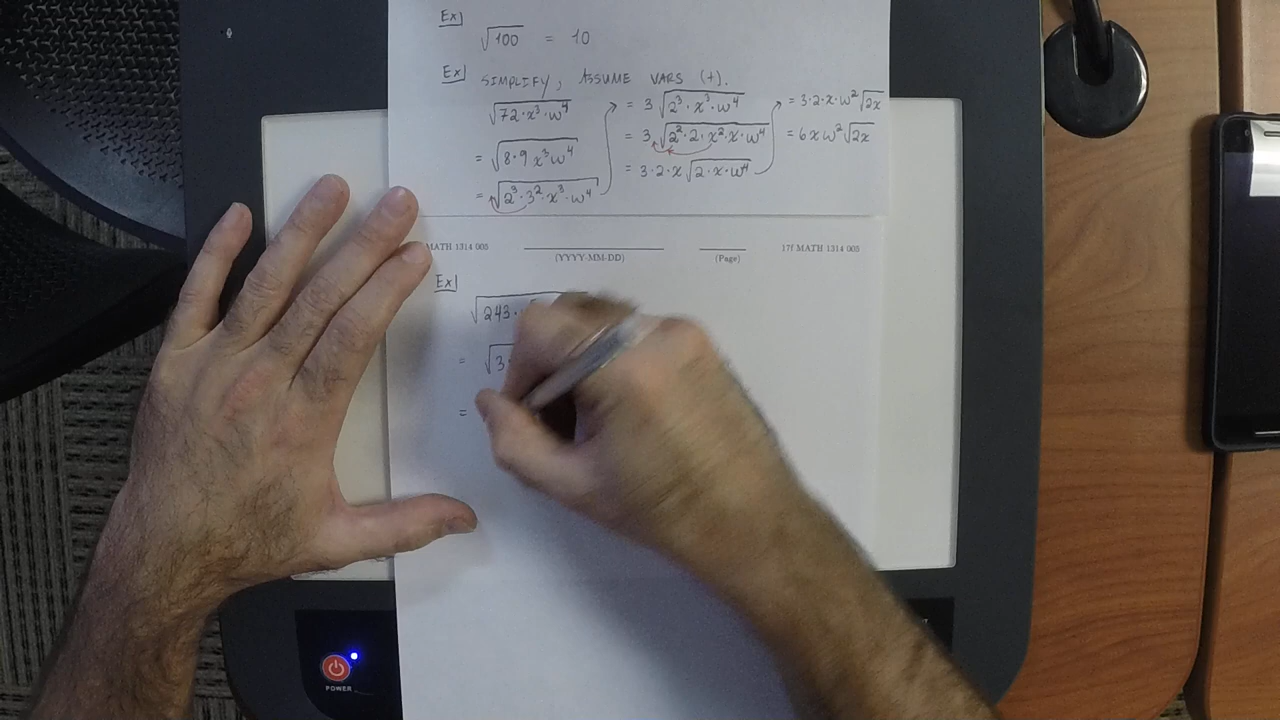 Ex]
√100 = 10
Ex] SIMPLIFY, ASSUME VARS (+).
√72·x³·w⁴
= √8·9 x³w⁴
= √2³·3²·x³·w⁴
= 3 √2³·x³·w⁴
= 3·√2²·2·x²·x·w⁴
= 3·2·x √2·x·w⁴
= 3·2·x·w² √2x
= 6xw² √2x
MATH 1314 005
(YYYY-MM-DD)
(Page)
17f MATH 1314 005
Ex]
√243·
= √3·
=
POWER